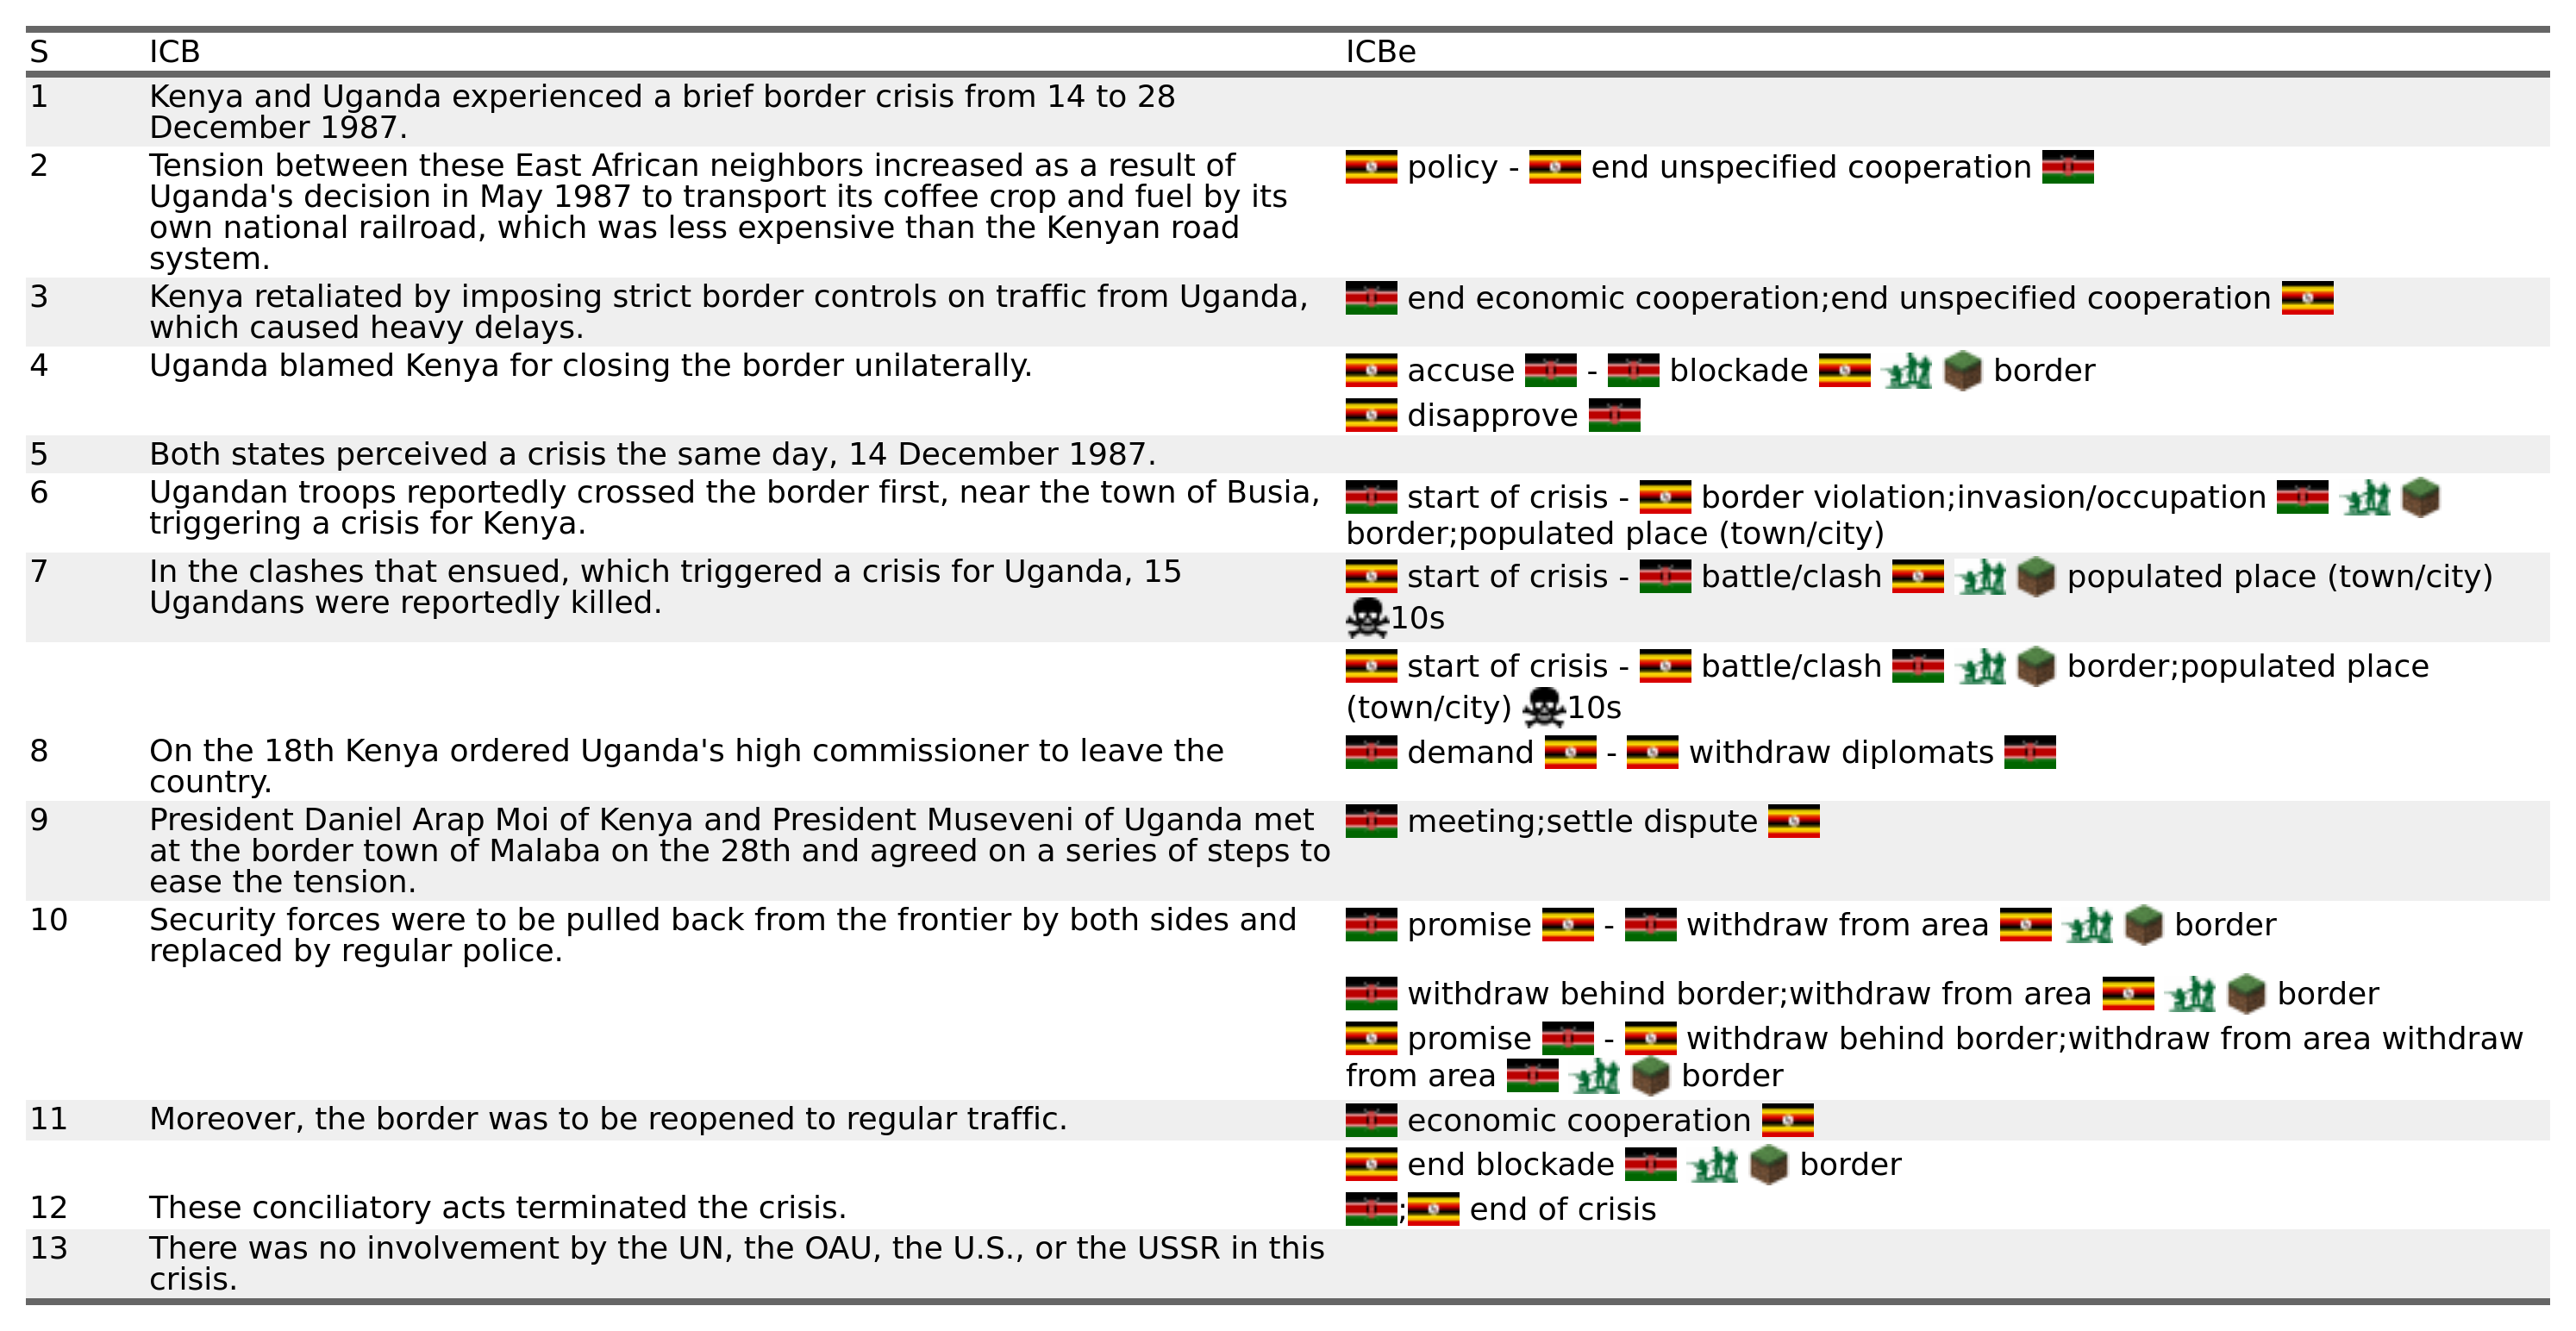 S ICB ICBe
1 Kenya and Uganda experienced a brief border crisis from 14 to 28
December 1987.
2 Tension between these East African neighbors increased as a result of
Uganda's decision in May 1987 to transport its coffee crop and fuel by its
own national railroad, which was less expensive than the Kenyan road
system.
policy - end unspecified cooperation
3 Kenya retaliated by imposing strict border controls on traffic from Uganda,
which caused heavy delays.
end economic cooperation;end unspecified cooperation
4 Uganda blamed Kenya for closing the border unilaterally.
accuse - blockade border
disapprove
5 Both states perceived a crisis the same day, 14 December 1987.
6 Ugandan troops reportedly crossed the border first, near the town of Busia,
triggering a crisis for Kenya.
start of crisis - border violation;invasion/occupation
border;populated place (town/city)
7 In the clashes that ensued, which triggered a crisis for Uganda, 15
Ugandans were reportedly killed.
start of crisis - battle/clash populated place (town/city)
10s
start of crisis - battle/clash border;populated place
(town/city) 10s
8 On the 18th Kenya ordered Uganda's high commissioner to leave the
country.
demand - withdraw diplomats
9 President Daniel Arap Moi of Kenya and President Museveni of Uganda met
at the border town of Malaba on the 28th and agreed on a series of steps to
ease the tension.
meeting;settle dispute
10 Security forces were to be pulled back from the frontier by both sides and
replaced by regular police.
promise - withdraw from area border
withdraw behind border;withdraw from area border
promise - withdraw behind border;withdraw from area withdraw
from area border
11 Moreover, the border was to be reopened to regular traffic.
economic cooperation
end blockade border
12 These conciliatory acts terminated the crisis.
; end of crisis
13 There was no involvement by the UN, the OAU, the U.S., or the USSR in this
crisis.